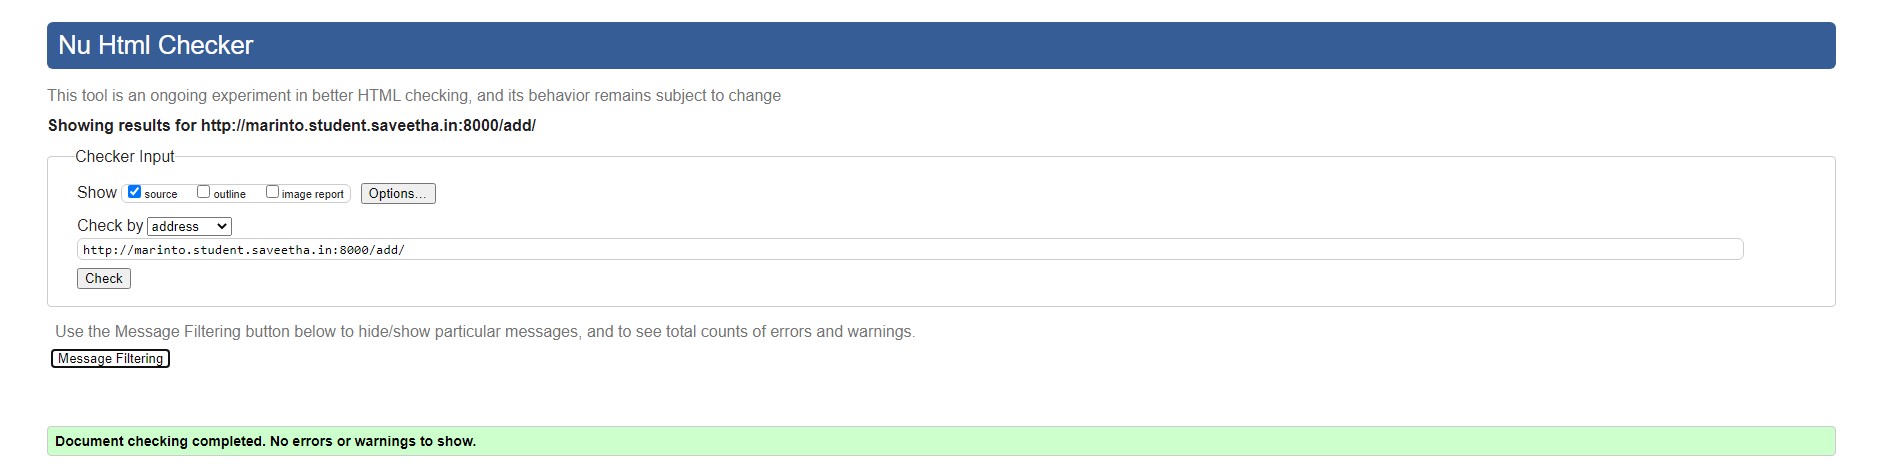 Nu Html Checker
This tool is an ongoing experiment in better HTML checking, and its behavior remains subject to change
Showing results for http://marinto.student.saveetha.in:8000/add/
Checker Input
Show source outline image report Options...
Check by address
http://marinto.student.saveetha.in:8000/add/
Check
Use the Message Filtering button below to hide/show particular messages, and to see total counts of errors and warnings.
Message Filtering
Document checking completed. No errors or warnings to show.